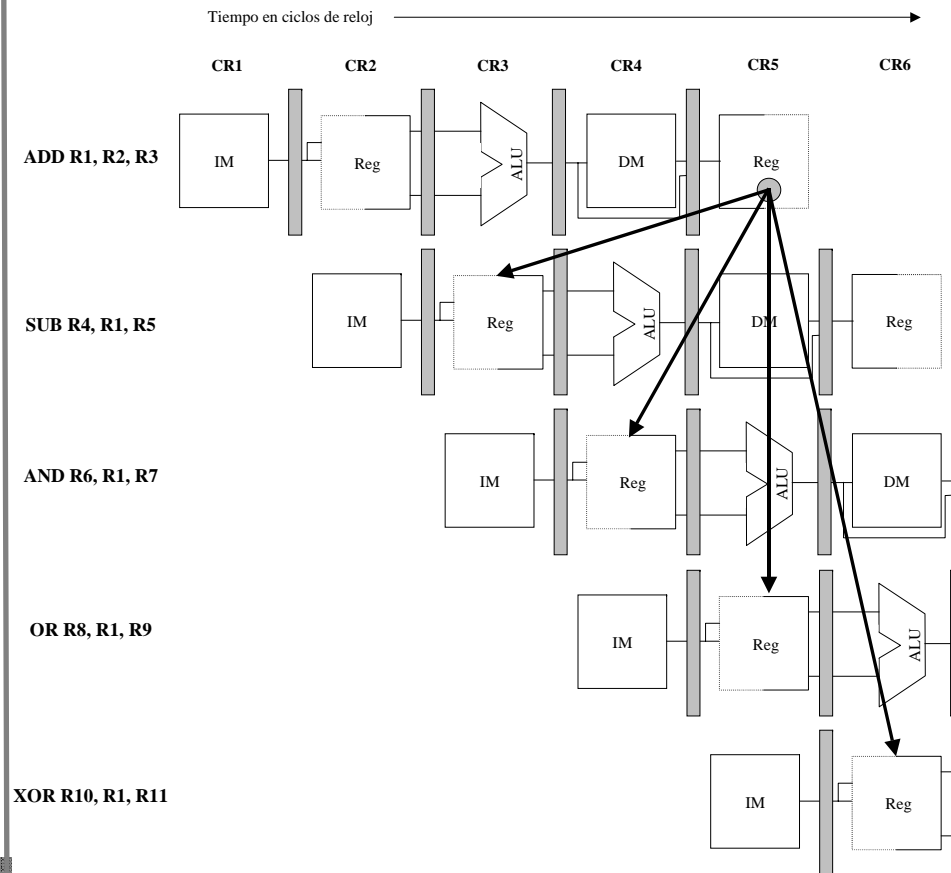 Tiempo en ciclos de reloj
CR1 CR2 CR3 CR4 CR5 CR6
ADD R1, R2, R3 IM Reg ALU DM Reg
SUB R4, R1, R5 IM Reg ALU DM Reg
AND R6, R1, R7 IM Reg ALU DM
OR R8, R1, R9 IM Reg ALU
XOR R10, R1, R11 IM Reg